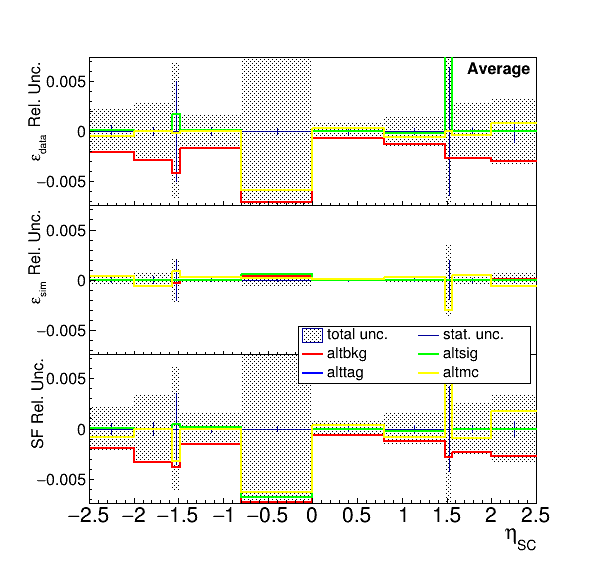 Average
ε_data Rel. Unc.
0.005
0
−0.005
ε_sim Rel. Unc.
0.005
0
−0.005
total unc.
stat. unc.
altbkg
altsig
alttag
altmc
SF Rel. Unc.
0.005
0
−0.005
−2.5 −2 −1.5 −1 −0.5 0 0.5 1 1.5 2 2.5
η_SC